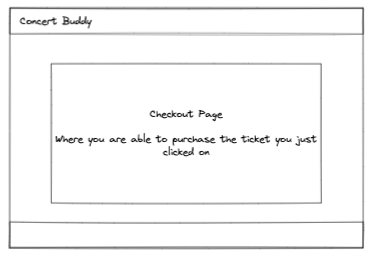 Concert Buddy
Checkout Page
Where you are able to purchase the ticket you just
clicked on